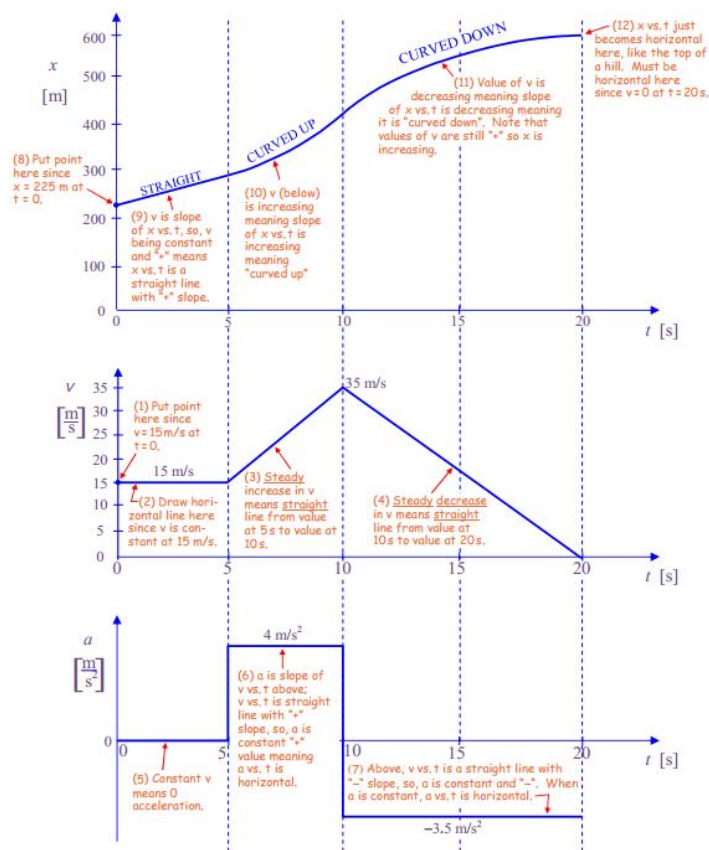 600
x
[m]
500
400
300
200
100
0
(8) Put point
here since
x = 225 m at
t = 0.
STRAIGHT
(9) v is slope
of x vs. t, so, v
being constant
and "+" means
x vs. t is a
straight line
with "+" slope.
CURVED UP
(10) v (below)
is increasing
meaning slope
of x vs. t is
increasing
meaning
"curved up"
CURVED DOWN
(11) Value of v is
decreasing meaning slope
of x vs. t is decreasing meaning
it is "curved down". Note that
values of v are still "+" so x is
increasing.
(12) x vs. t just
becomes horizontal
here, like the top of
a hill. Must be
horizontal here
since v=0 at t=20 s.
0 5 10 15 20
t [s]
v
[m/s]
35
30
25
20
15
10
5
0
(1) Put point
here since
v=15 m/s at
t=0.
15 m/s
(2) Draw hori-
zontal line here
since v is con-
stant at 15 m/s.
35 m/s
(3) Steady
increase in v
means straight
line from value
at 5s to value at
10s.
(4) Steady decrease
in v means straight
line from value at
10s to value at 20s.
0 5 10 15 20
t [s]
a
[m/s²]
4 m/s²
(6) a is slope of
v vs. t above;
v vs. t is straight
line with "+"
slope, so, a is
constant "+"
value meaning
a vs. t is
horizontal.
0
0 5 10 15 20
t [s]
(5) Constant v
means 0
acceleration.
(7) Above, v vs. t is a straight line with
"–" slope, so, a is constant and "–". When
a is constant, a vs. t is horizontal.
–3.5 m/s²